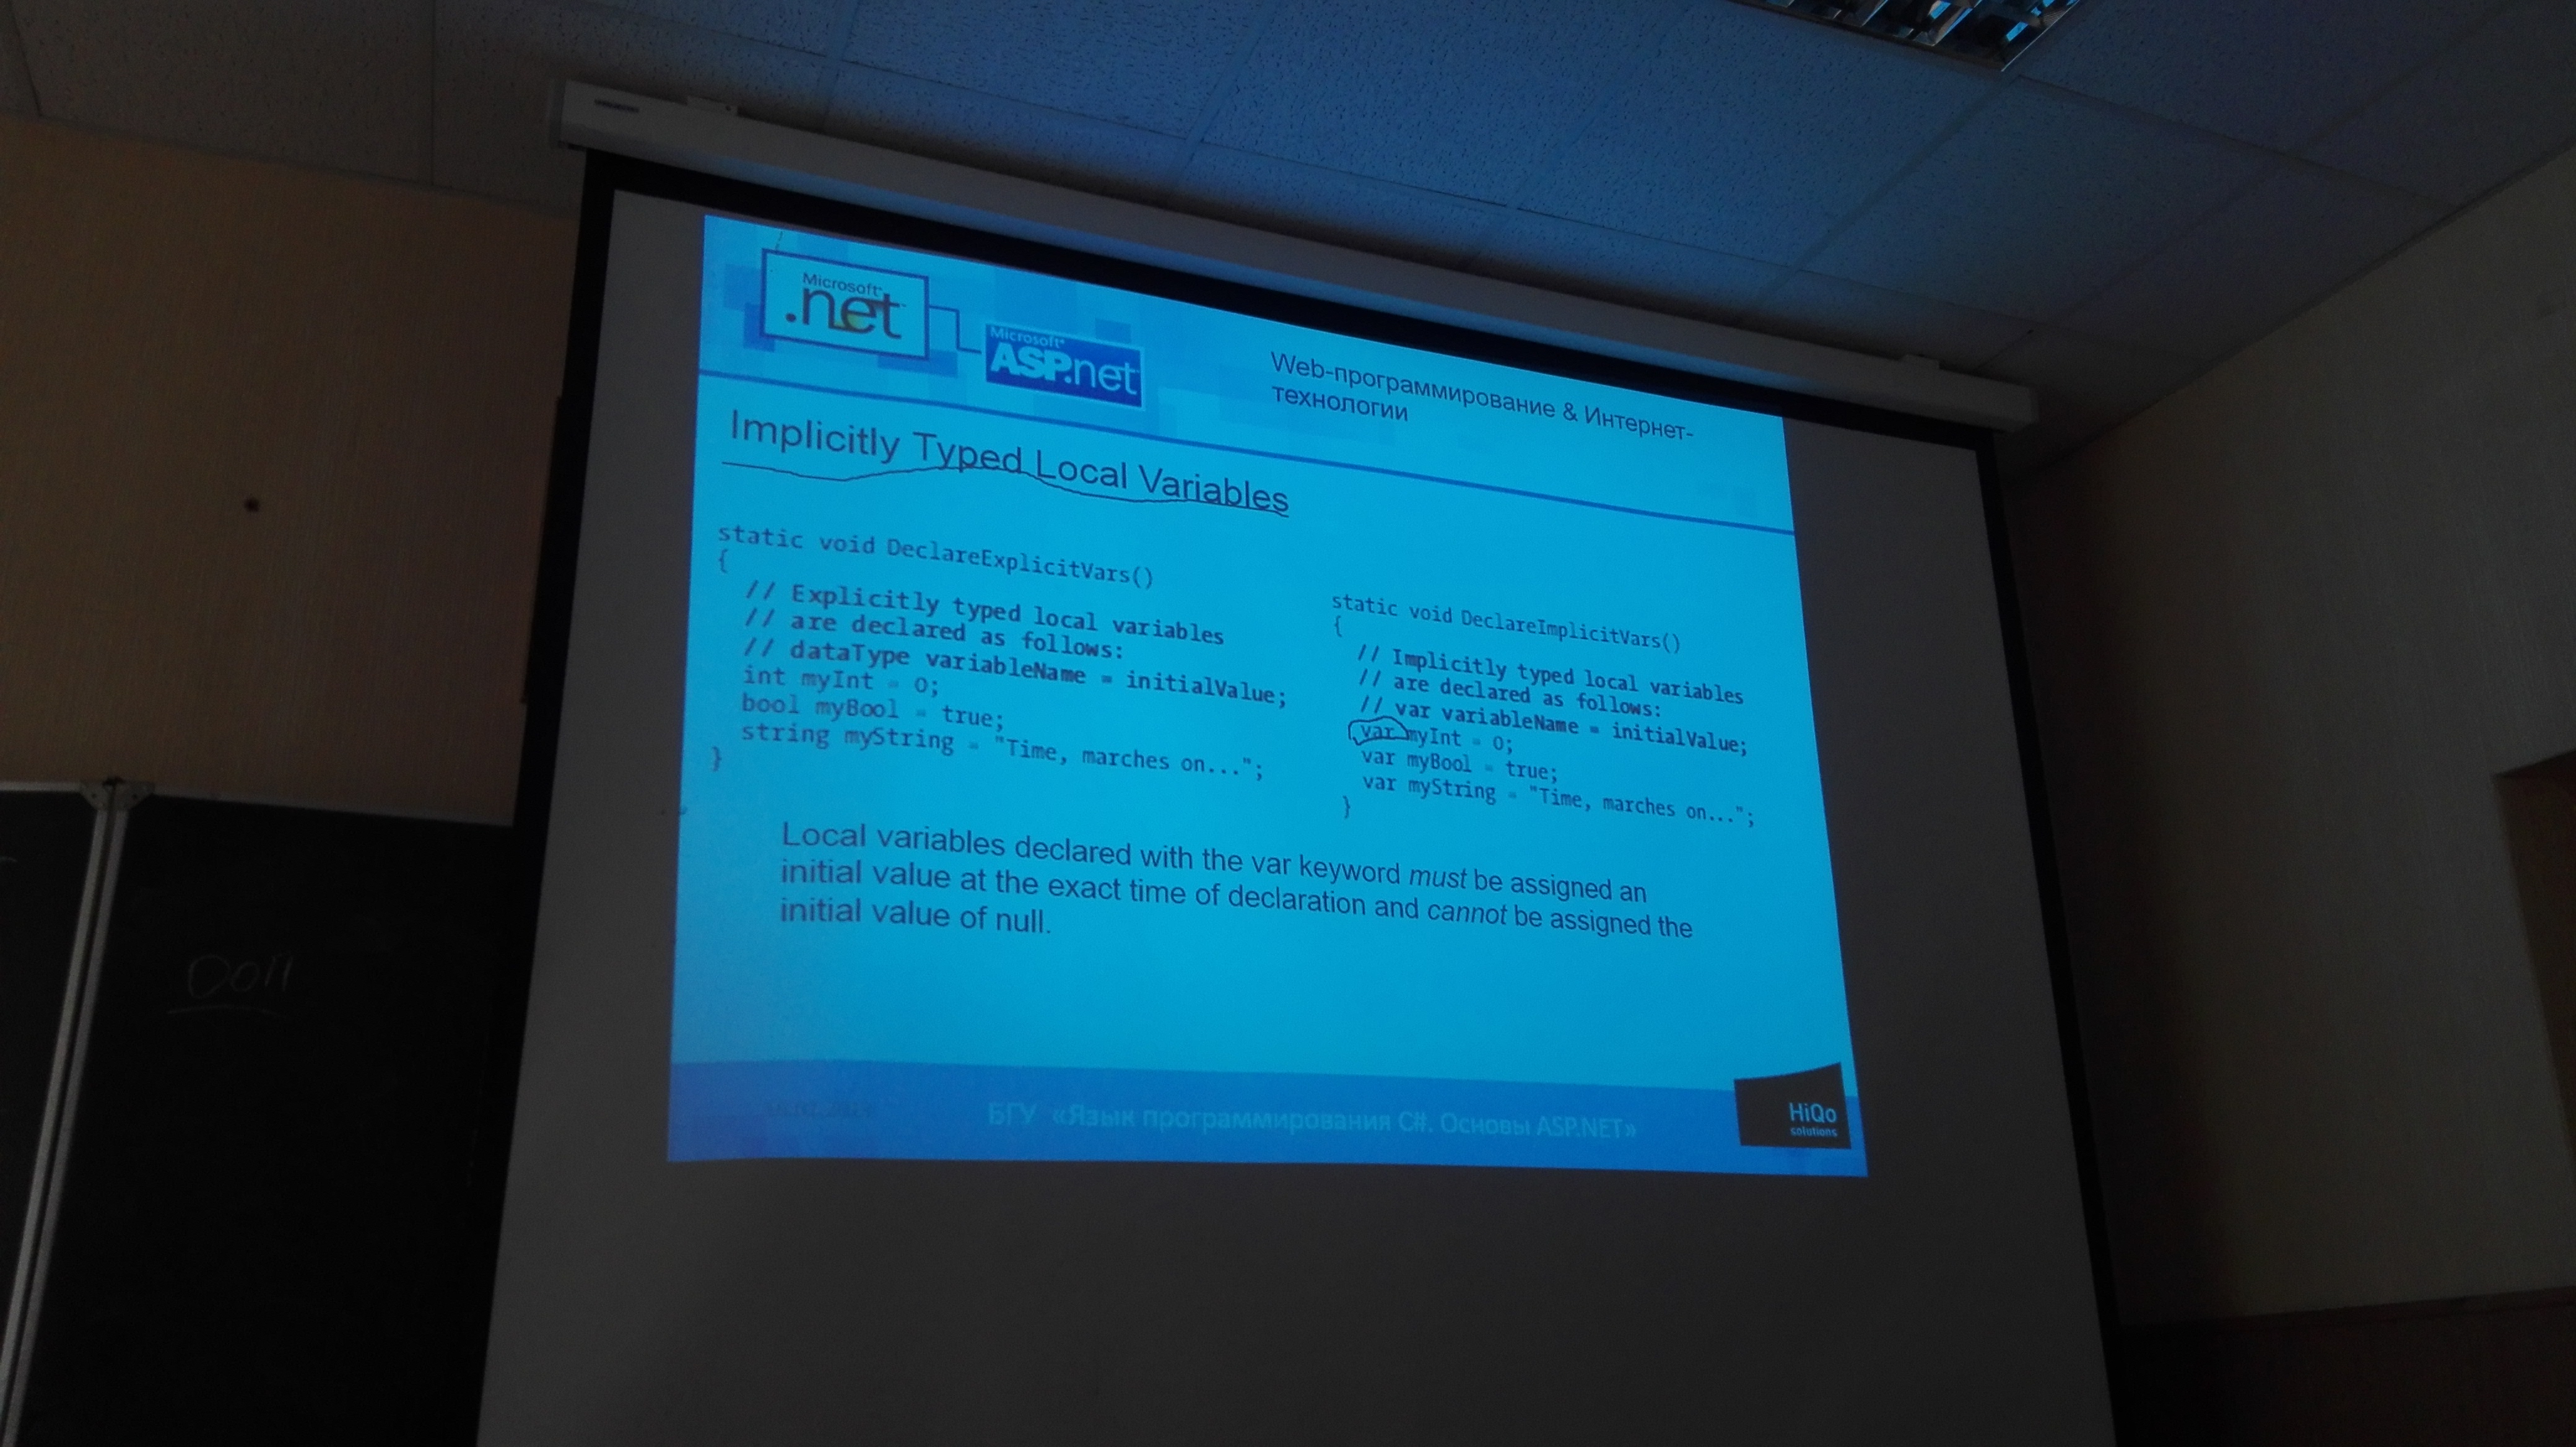 Microsoft
.net
Microsoft
ASP.net
Web-программирование & Интернет-
технологии
Implicitly Typed Local Variables
static void DeclareExplicitVars()
{
// Explicitly typed local variables
// are declared as follows:
// dataType variableName = initialValue;
int myInt = 0;
bool myBool = true;
string myString = "Time, marches on...";
}
static void DeclareImplicitVars()
{
// Implicitly typed local variables
// are declared as follows:
// var variableName = initialValue;
var myInt = 0;
var myBool = true;
var myString = "Time, marches on...";
}
Local variables declared with the var keyword must be assigned an
initial value at the exact time of declaration and cannot be assigned the
initial value of null.
БГУ «Язык программирования C#. Основы ASP.NET»
HiQo
solutions